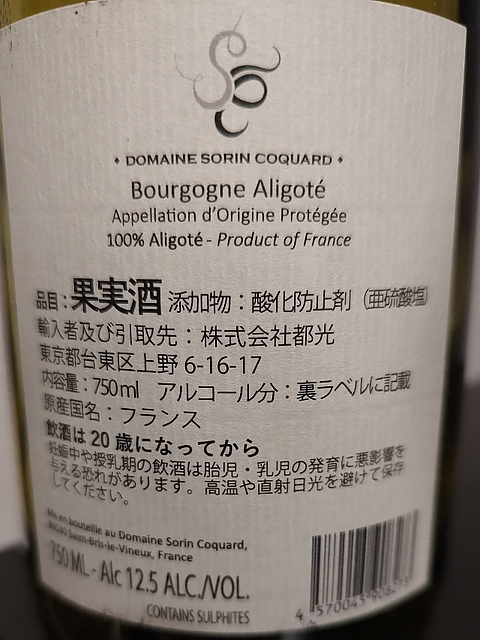 DOMAINE SORIN COQUARD
Bourgogne Aligoté
Appellation d'Origine Protégée
100% Aligoté - Product of France
品目：果実酒 添加物：酸化防止剤（亜硫酸塩）
輸入者及び引取先：株式会社都光
東京都台東区上野 6-16-17
内容量：750ml アルコール分：裏ラベルに記載
原産国名：フランス
飲酒は 20 歳になってから
妊娠中や授乳期の飲酒は胎児・乳児の発育に悪影響を
与える恐れがあります。高温や直射日光を避けて保存
してください。
Mis en bouteille au Domaine Sorin Coquard,
89530 Saint-Bris-le-Vineux, France
750 ML - Alc 12.5 ALC./VOL.
CONTAINS SULPHITES